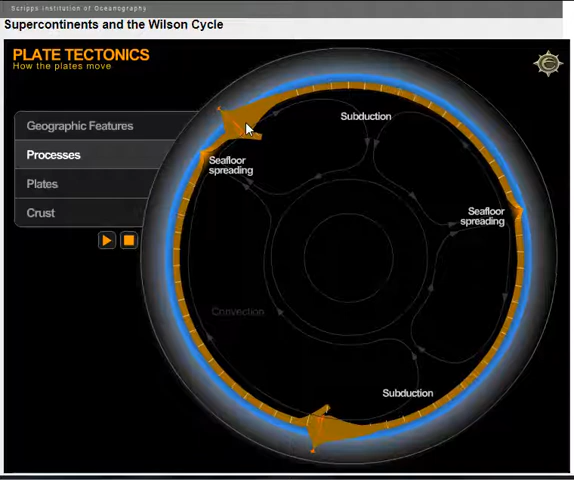 Scripps Institution of Oceanography
Supercontinents and the Wilson Cycle
PLATE TECTONICS
How the plates move
Geographic Features
Processes
Plates
Crust
Subduction
Seafloor
spreading
Seafloor
spreading
Convection
Subduction